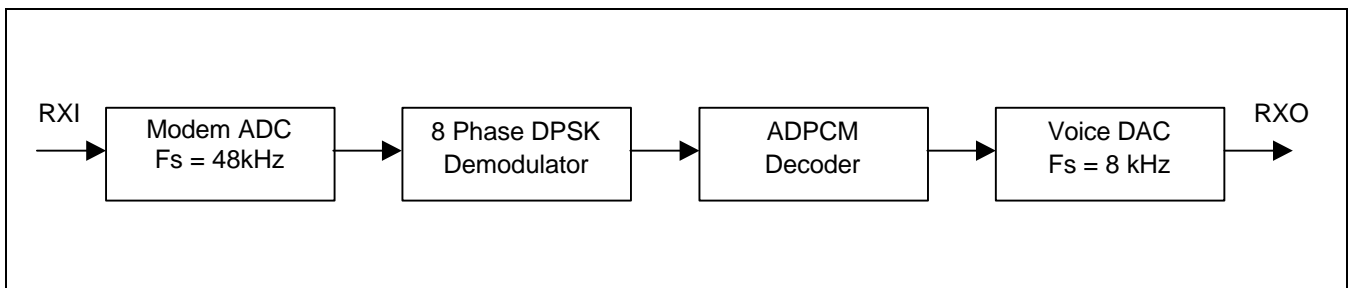 RXI
Modem ADC
Fs = 48kHz
8 Phase DPSK
Demodulator
ADPCM
Decoder
Voice DAC
Fs = 8 kHz
RXO